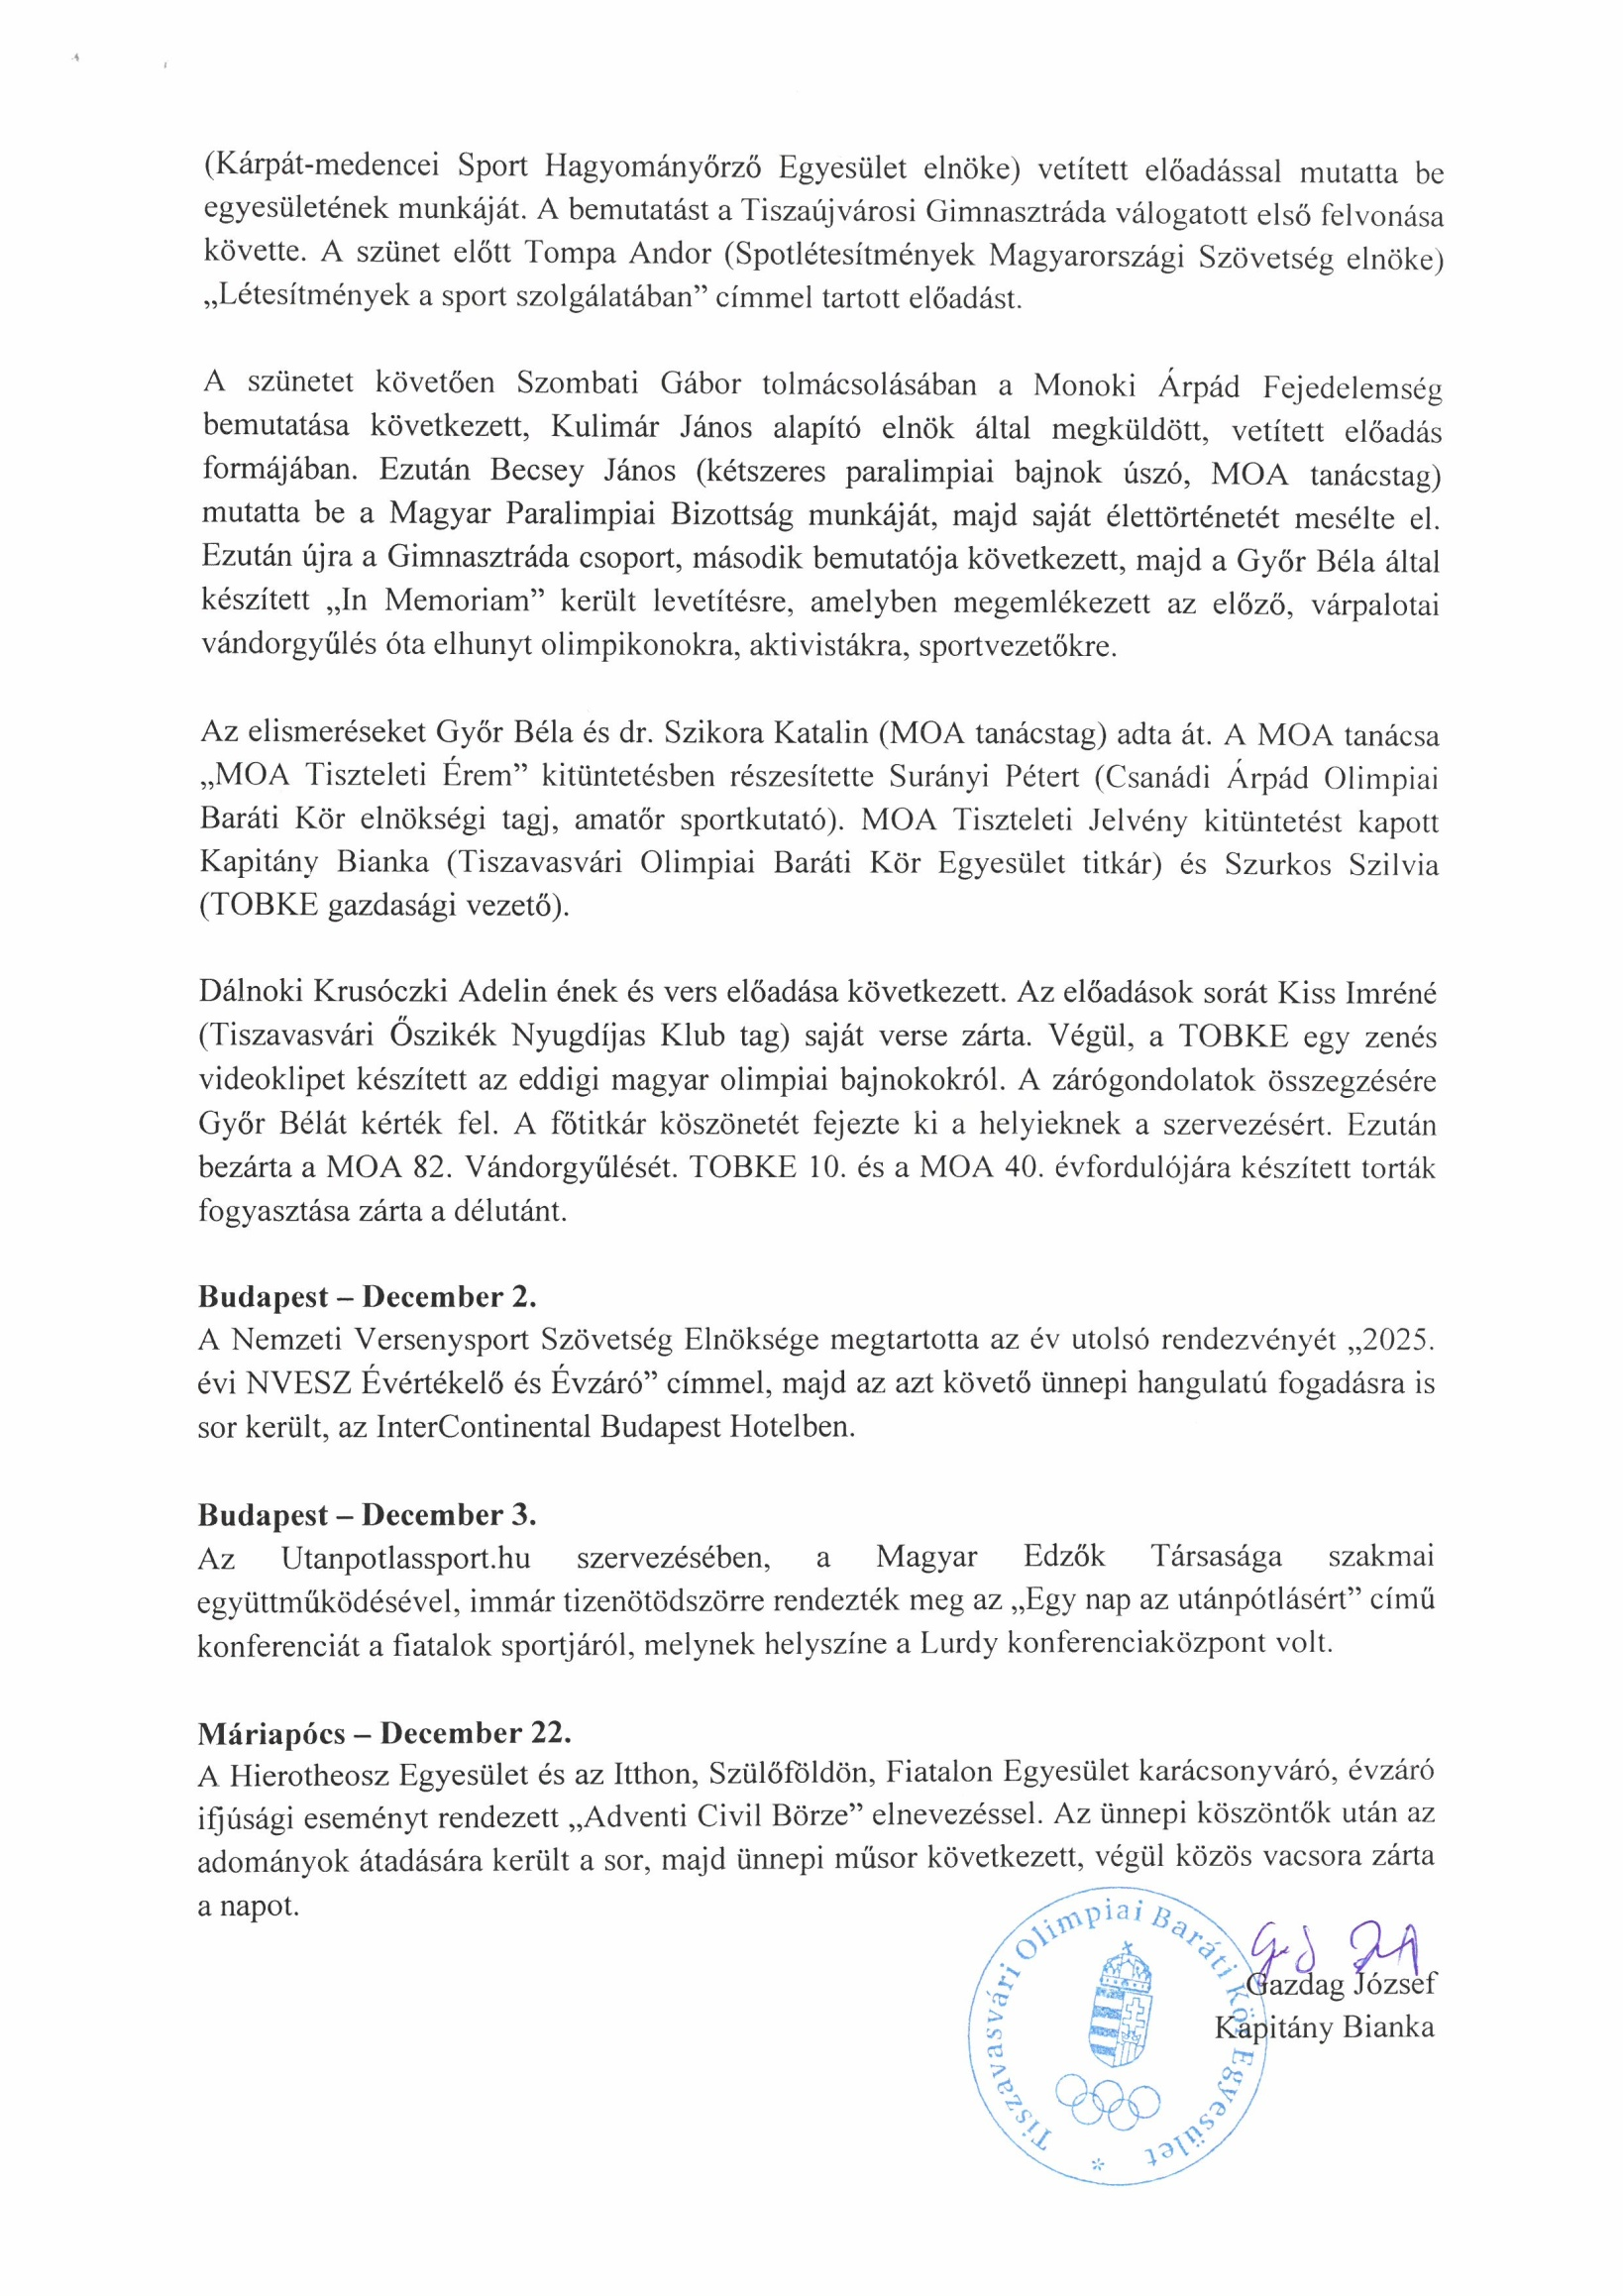 (Kárpát-medencei Sport Hagyományőrző Egyesület elnöke) vetített előadással mutatta be
egyesületének munkáját. A bemutatást a Tiszaújvárosi Gimnasztráda válogatott első felvonása
követte. A szünet előtt Tompa Andor (Spotlétesítmények Magyarországi Szövetség elnöke)
„Létesítmények a sport szolgálatában” címmel tartott előadást.
A szünetet követően Szombati Gábor tolmácsolásában a Monoki Árpád Fejedelemség
bemutatása következett, Kulimár János alapító elnök által megküldött, vetített előadás
formájában. Ezután Becsey János (kétszeres paralimpiai bajnok úszó, MOA tanácstag)
mutatta be a Magyar Paralimpiai Bizottság munkáját, majd saját élettörténetét mesélte el.
Ezután újra a Gimnasztráda csoport, második bemutatója következett, majd a Győr Béla által
készített „In Memoriam” került levetítésre, amelyben megemlékezett az előző, várpalotai
vándorgyűlés óta elhunyt olimpikonokra, aktivistákra, sportvezetőkre.
Az elismeréseket Győr Béla és dr. Szikora Katalin (MOA tanácstag) adta át. A MOA tanácsa
„MOA Tiszteleti Érem” kitüntetésben részesítette Surányi Pétert (Csanádi Árpád Olimpiai
Baráti Kör elnökségi tagj, amatőr sportkutató). MOA Tiszteleti Jelvény kitüntetést kapott
Kapitány Bianka (Tiszavasvári Olimpiai Baráti Kör Egyesület titkár) és Szurkos Szilvia
(TOBKE gazdasági vezető).
Dálnoki Krusóczki Adelin ének és vers előadása következett. Az előadások sorát Kiss Imréné
(Tiszavasvári Őszikék Nyugdíjas Klub tag) saját verse zárta. Végül, a TOBKE egy zenés
videoklipet készített az eddigi magyar olimpiai bajnokokról. A zárógondolatok összegzésére
Győr Bélát kérték fel. A főtitkár köszönetét fejezte ki a helyieknek a szervezésért. Ezután
bezárta a MOA 82. Vándorgyűlését. TOBKE 10. és a MOA 40. évfordulójára készített torták
fogyasztása zárta a délutánt.
Budapest – December 2.
A Nemzeti Versenysport Szövetség Elnöksége megtartotta az év utolsó rendezvényét „2025.
évi NVESZ Évértékelő és Évzáró” címmel, majd az azt követő ünnepi hangulatú fogadásra is
sor került, az InterContinental Budapest Hotelben.
Budapest – December 3.
Az Utanpotlassport.hu szervezésében, a Magyar Edzők Társasága szakmai
együttműködésével, immár tizenötödszörre rendezték meg az „Egy nap az utánpótlásért” című
konferenciát a fiatalok sportjáról, melynek helyszíne a Lurdy konferenciaközpont volt.
Máriapócs – December 22.
A Hierotheosz Egyesület és az Itthon, Szülőföldön, Fiatalon Egyesület karácsonyváró, évzáró
ifjúsági eseményt rendezett „Adventi Civil Börze” elnevezéssel. Az ünnepi köszöntők után az
adományok átadására került a sor, majd ünnepi műsor következett, végül közös vacsora zárta
a napot.
Gazdag József
Kapitány Bianka
Tiszavasvári Olimpiai Baráti Kör Egyesület *